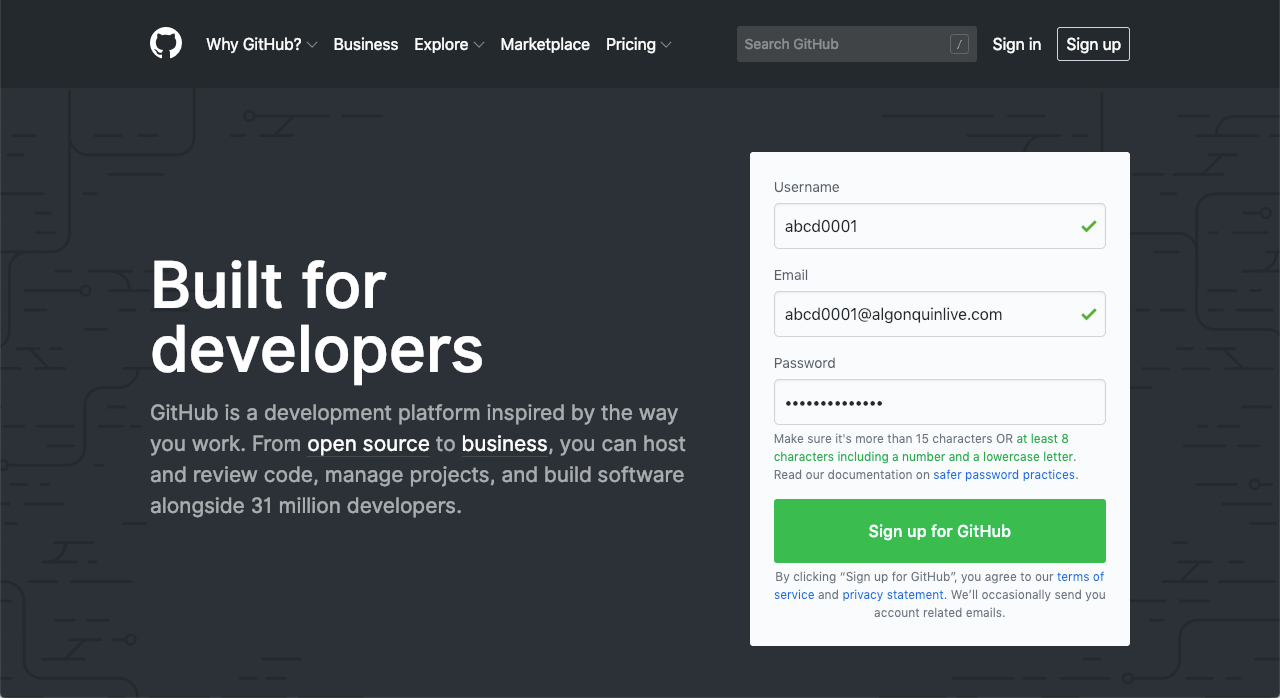 Why GitHub? Business Explore Marketplace Pricing Search GitHub / Sign in Sign up
Built for
developers
GitHub is a development platform inspired by the way
you work. From open source to business, you can host
and review code, manage projects, and build software
alongside 31 million developers.
Username
abcd0001
Email
abcd0001@algonquinlive.com
Password
••••••••••••••
Make sure it's more than 15 characters OR at least 8
characters including a number and a lowercase letter.
Read our documentation on safer password practices.
Sign up for GitHub
By clicking “Sign up for GitHub”, you agree to our terms of
service and privacy statement. We’ll occasionally send you
account related emails.